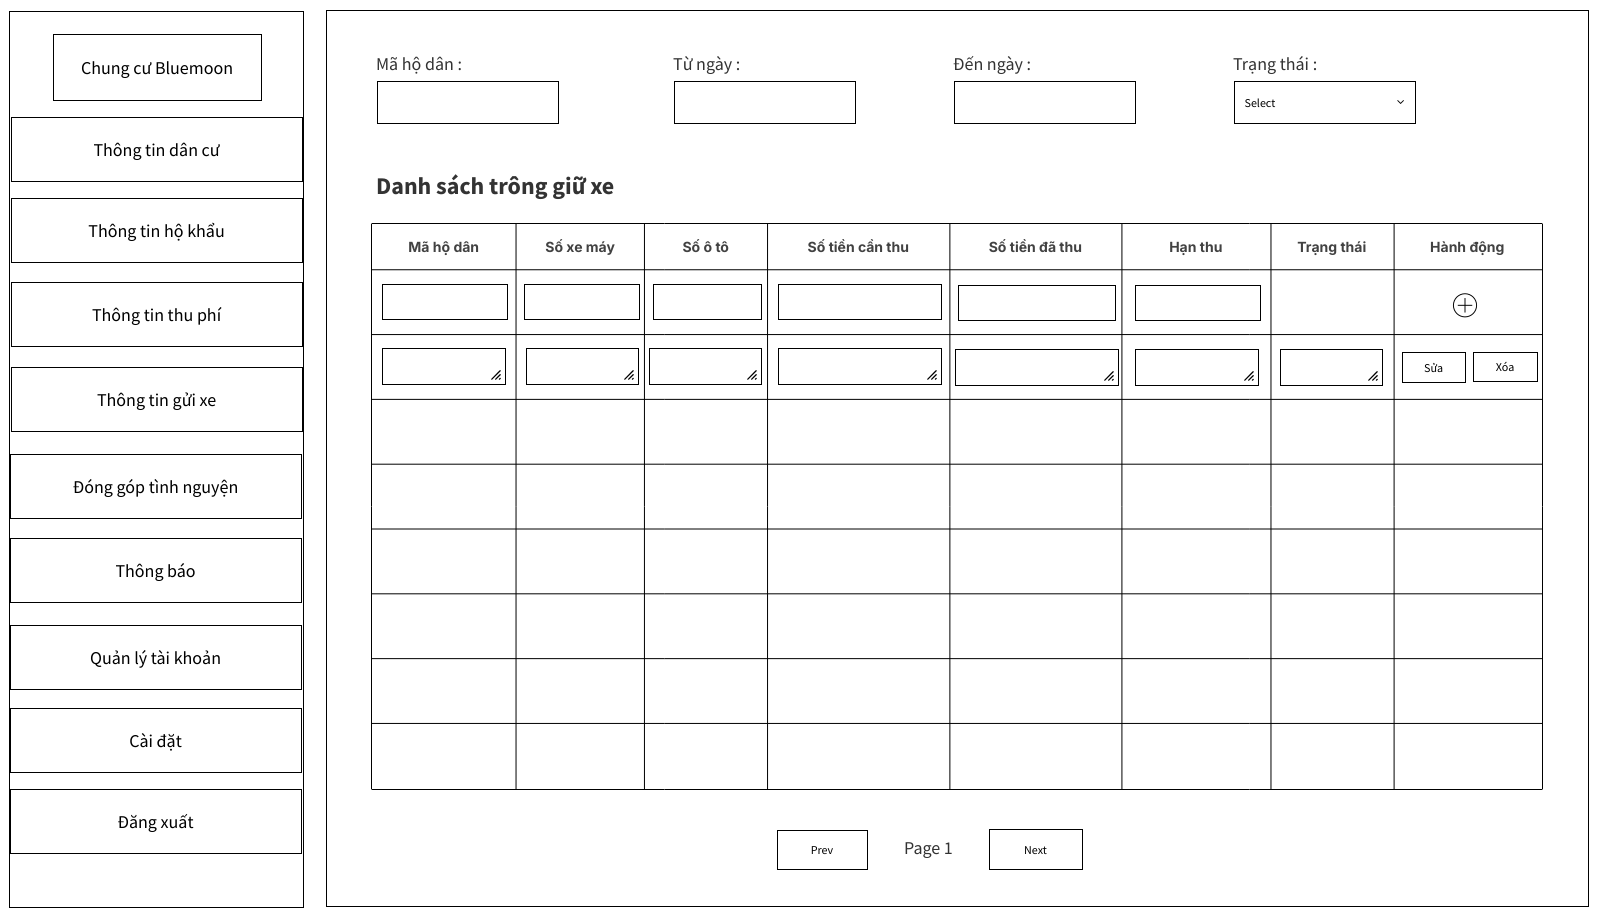 Chung cư Bluemoon
Thông tin dân cư
Thông tin hộ khẩu
Thông tin thu phí
Thông tin gửi xe
Đóng góp tình nguyện
Thông báo
Quản lý tài khoản
Cài đặt
Đăng xuất
Mã hộ dân : Từ ngày : Đến ngày : Trạng thái :
Select
Danh sách trông giữ xe
Mã hộ dân Số xe máy Số ô tô Số tiền cần thu Số tiền đã thu Hạn thu Trạng thái Hành động
Sửa Xóa
Prev Page 1 Next